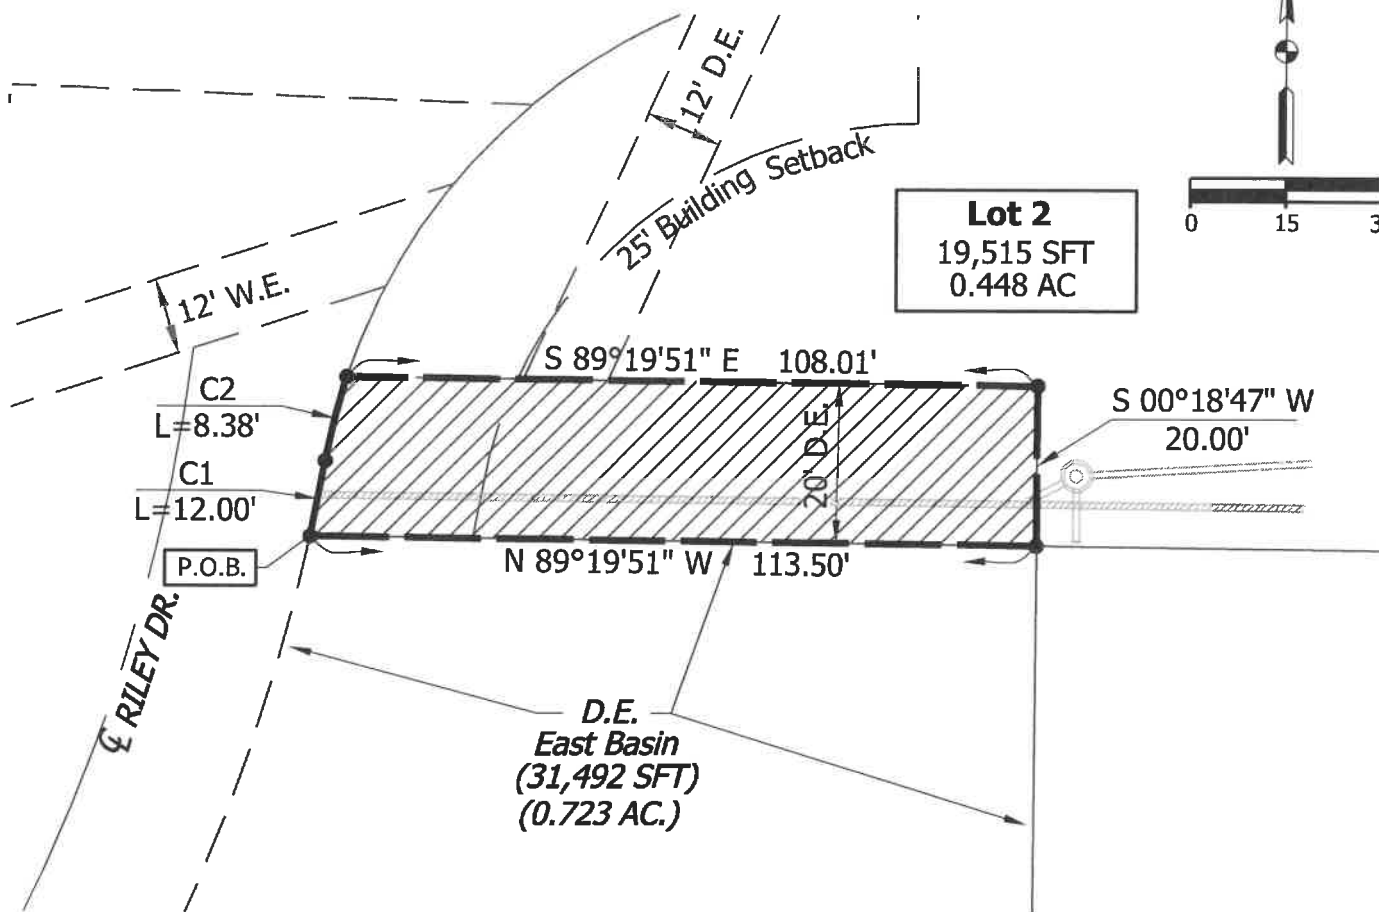 12' D.E.
25' Building Setback
Lot 2
19,515 SFT
0.448 AC
0 15 3
12' W.E.
S 89°19'51" E 108.01'
C2
L=8.38'
S 00°18'47" W
20.00'
20' D.E.
C1
L=12.00'
P.O.B.
N 89°19'51" W 113.50'
℄ RILEY DR.
D.E.
East Basin
(31,492 SFT)
(0.723 AC.)